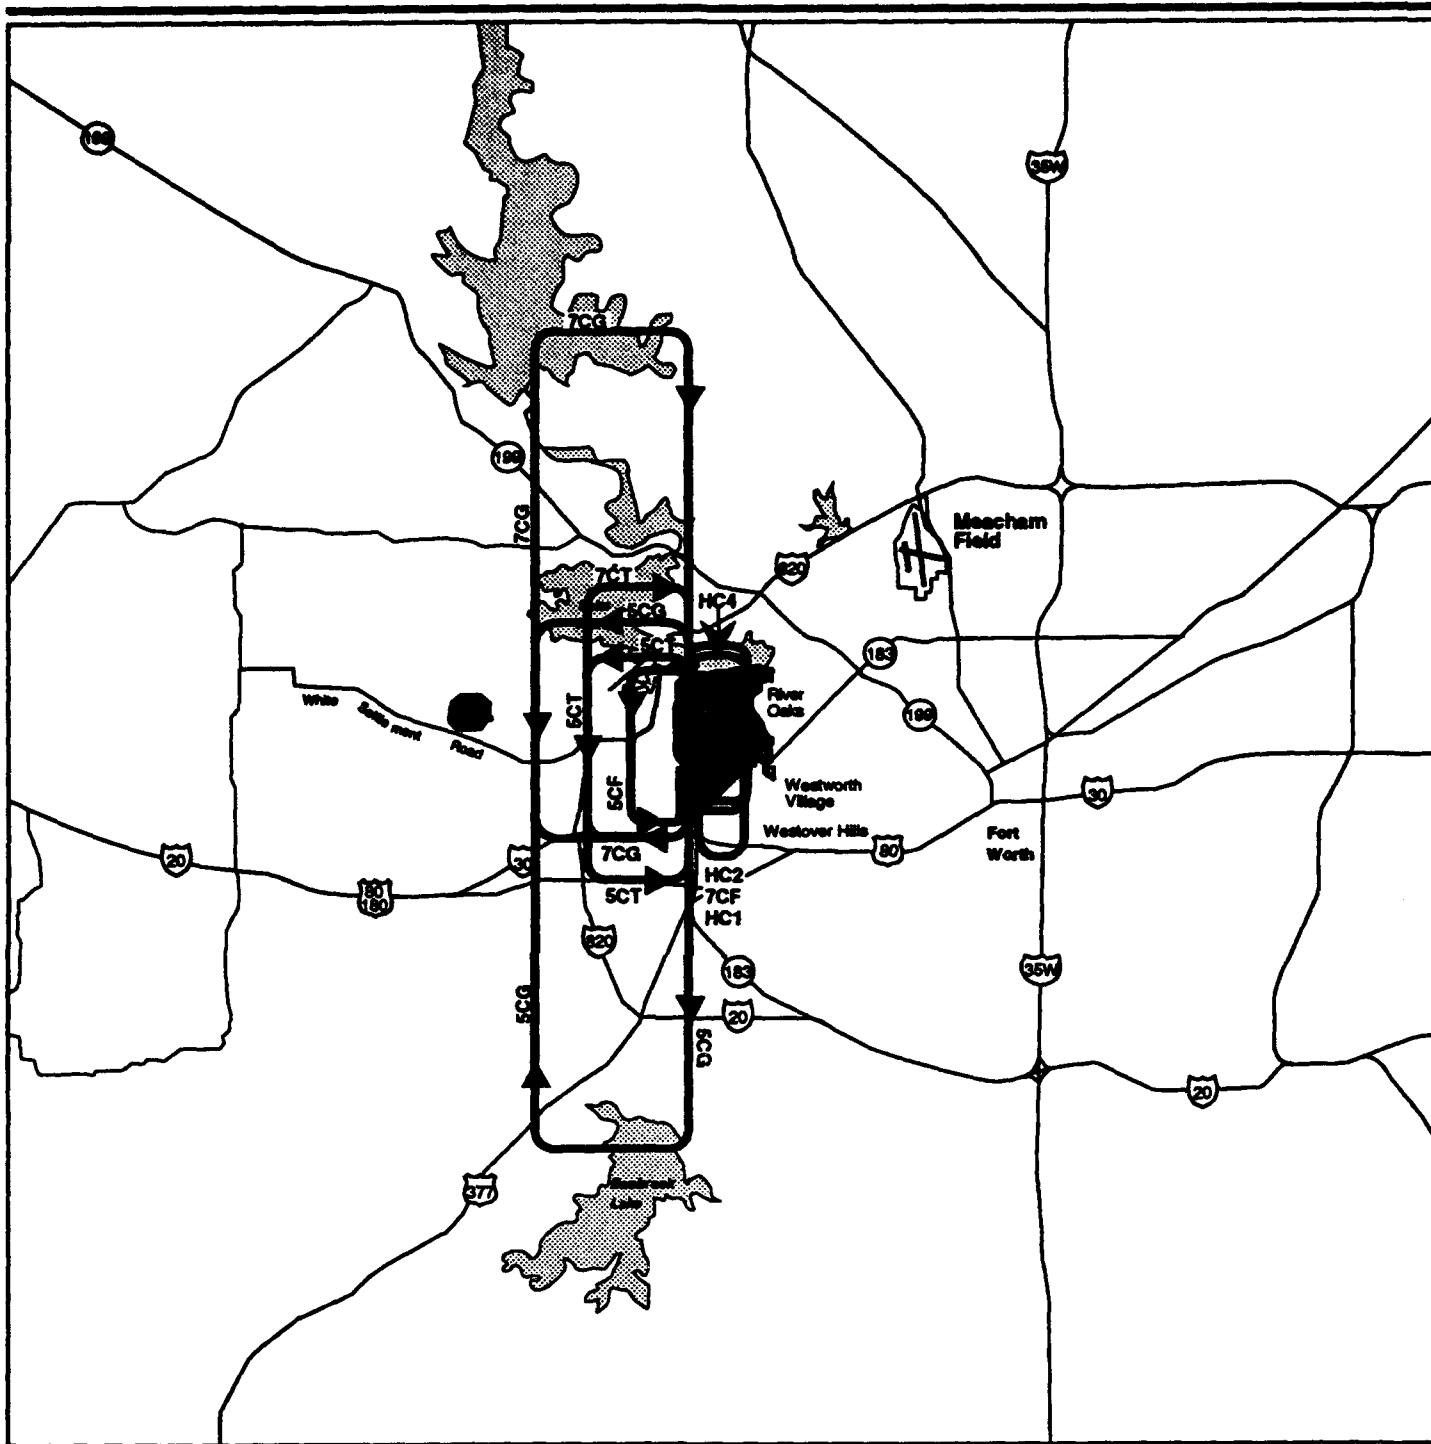 199
35W
7CG
199
7CG
Meacham
Field
820
7CT
HC4
5CG
5CT
183
River
Oaks
199
5CT
White
Settle ment
Road
5CF
Westworth
Village
30
Westover Hills
Fort
Worth
80
7CG
20
30
80
180
5CT
HC2
7CF
HC1
820
183
35W
5CG
20
5CG
20
377
Lake